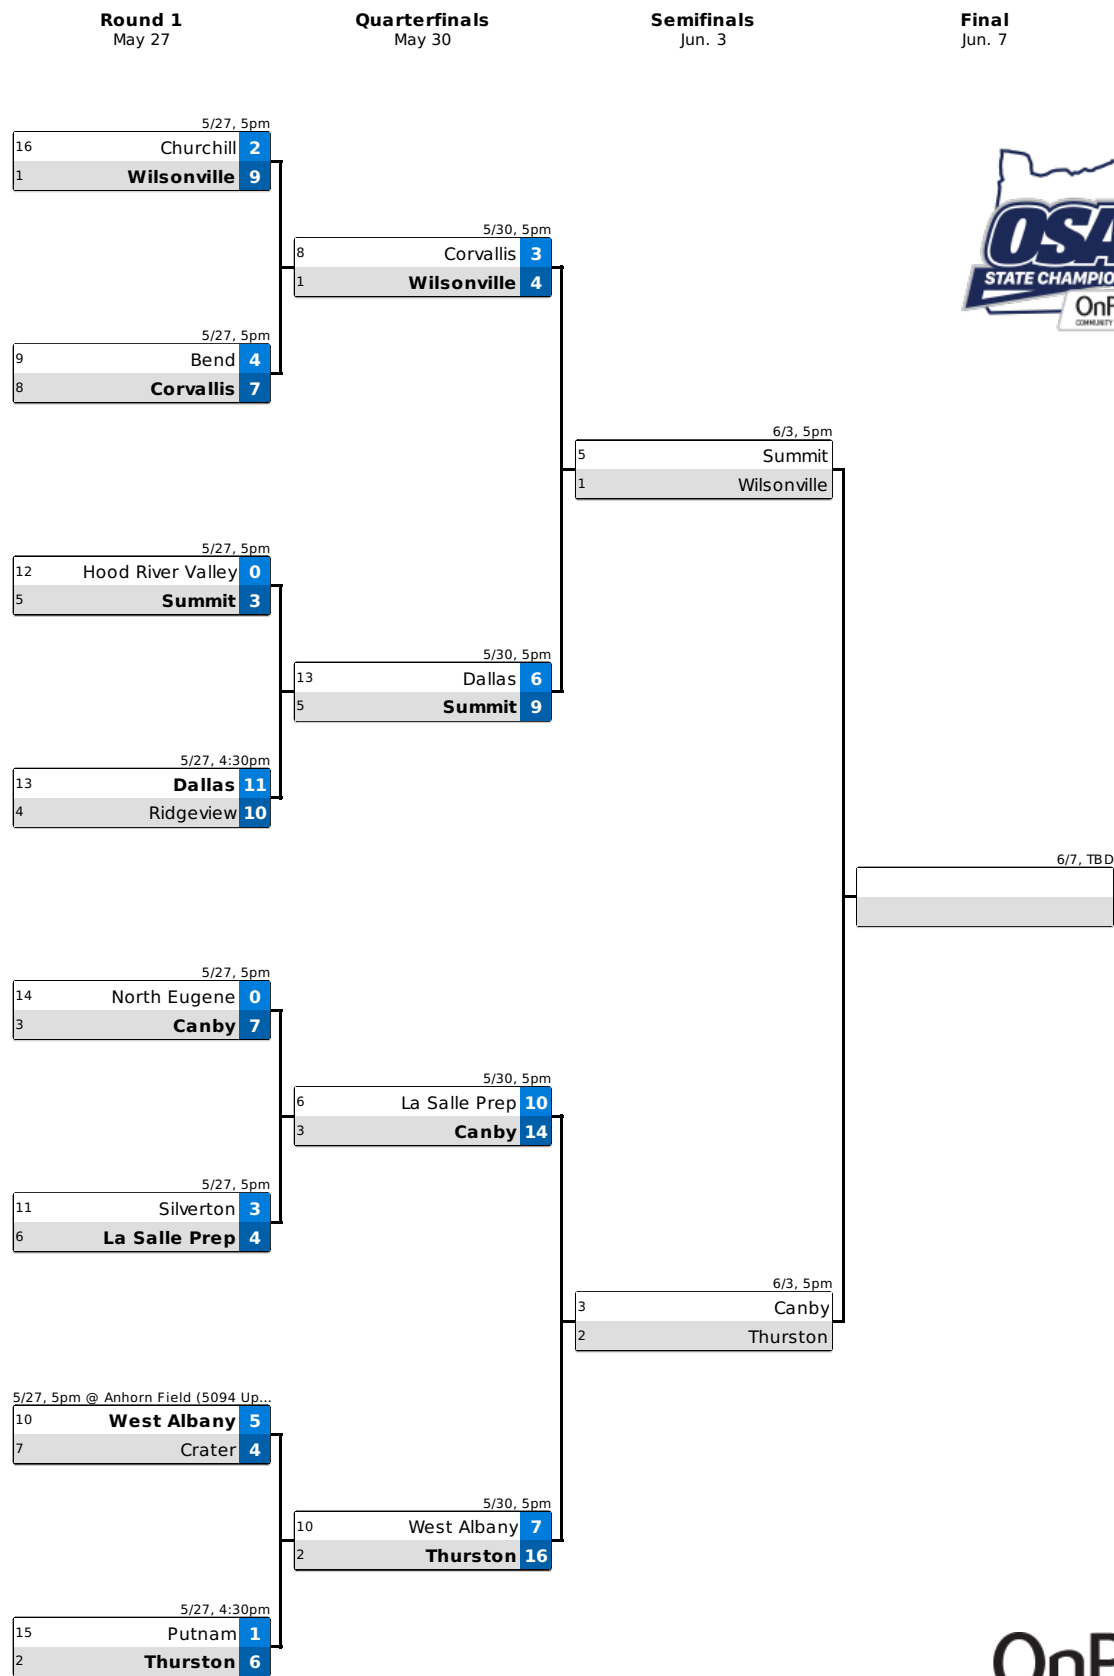 Round 1
May 27
Quarterfinals
May 30
Semifinals
Jun. 3
Final
Jun. 7
5/27, 5pm
16 Churchill 2
1 Wilsonville 9
5/30, 5pm
8 Corvallis 3
1 Wilsonville 4
5/27, 5pm
9 Bend 4
8 Corvallis 7
6/3, 5pm
5 Summit
1 Wilsonville
5/27, 5pm
12 Hood River Valley 0
5 Summit 3
5/30, 5pm
13 Dallas 6
5 Summit 9
5/27, 4:30pm
13 Dallas 11
4 Ridgeview 10
6/7, TBD
5/27, 5pm
14 North Eugene 0
3 Canby 7
5/30, 5pm
6 La Salle Prep 10
3 Canby 14
5/27, 5pm
11 Silverton 3
6 La Salle Prep 4
6/3, 5pm
3 Canby
2 Thurston
5/27, 5pm @ Anhorn Field (5094 Up...
10 West Albany 5
7 Crater 4
5/30, 5pm
10 West Albany 7
2 Thurston 16
5/27, 4:30pm
15 Putnam 1
2 Thurston 6
OSA
STATE CHAMPIO
OnP
COMMUNITY
OnP